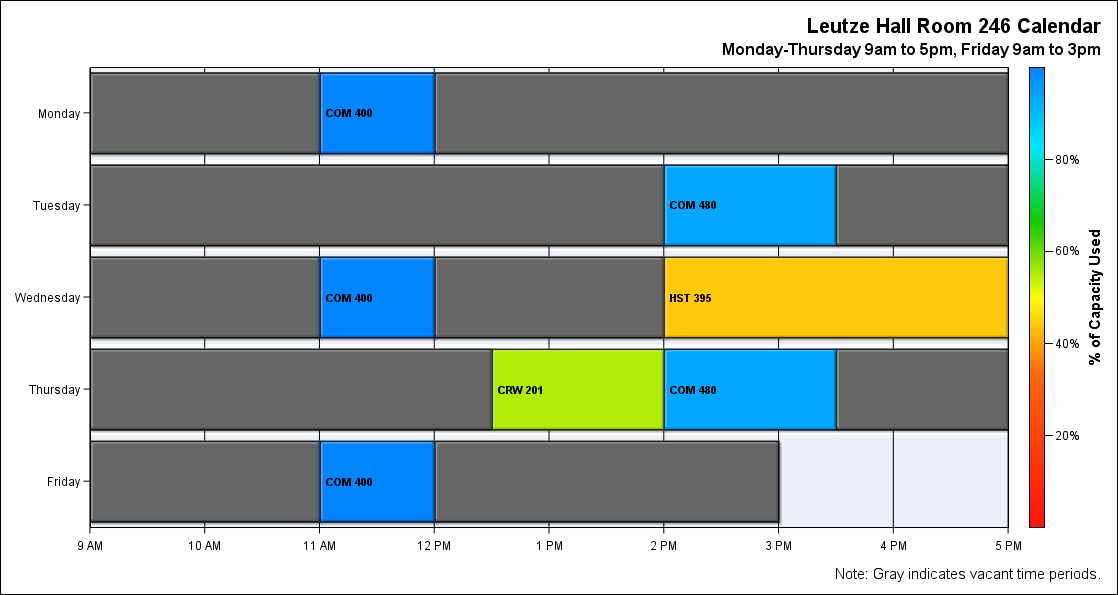 Leutze Hall Room 246 Calendar
Monday-Thursday 9am to 5pm, Friday 9am to 3pm
Monday
COM 400
Tuesday
COM 480
Wednesday
COM 400
HST 395
Thursday
CRW 201
COM 480
Friday
COM 400
9 AM
10 AM
11 AM
12 PM
1 PM
2 PM
3 PM
4 PM
5 PM
80%
60%
40%
20%
% of Capacity Used
Note: Gray indicates vacant time periods.